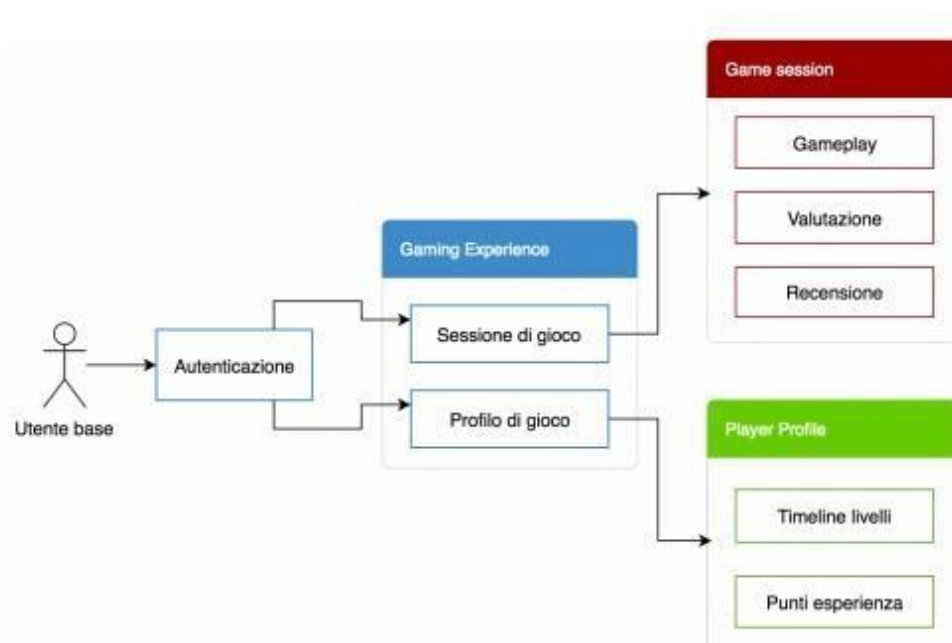 Game session
Gameplay
Valutazione
Recensione
Gaming Experience
Sessione di gioco
Profilo di gioco
Autenticazione
Utente base
Player Profile
Timeline livelli
Punti esperienza